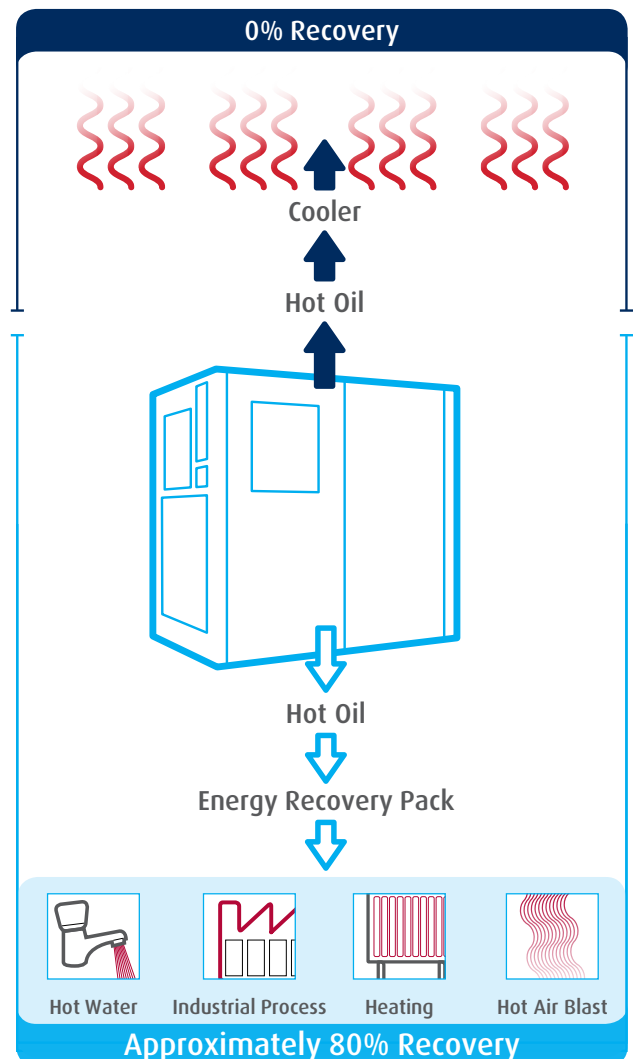 0% Recovery
Cooler
Hot Oil
Hot Oil
Energy Recovery Pack
Hot Water
Industrial Process
Heating
Hot Air Blast
Approximately 80% Recovery